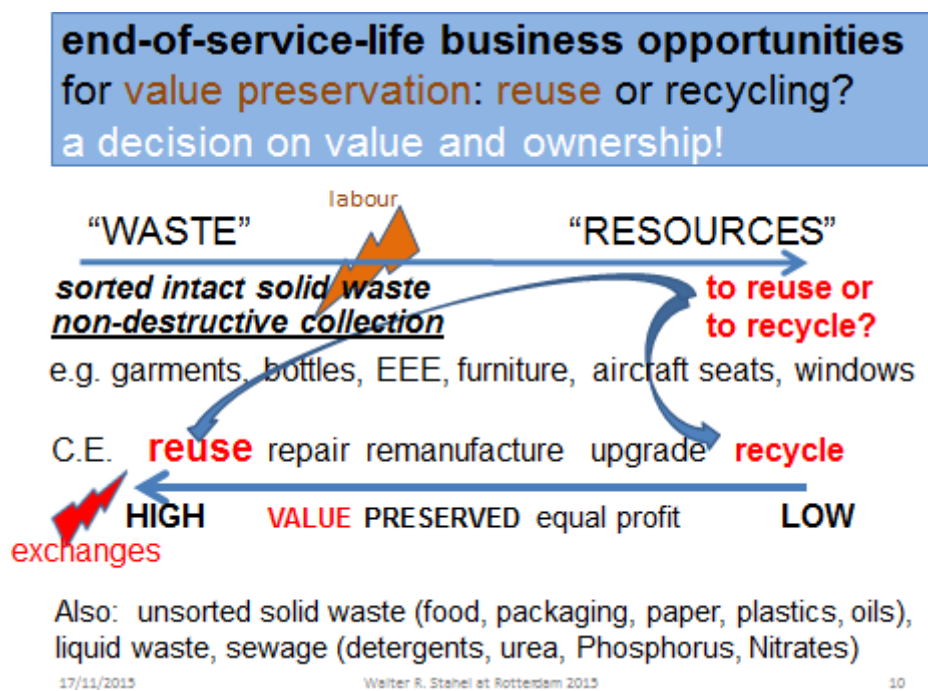 end-of-service-life business opportunities
for value preservation: reuse or recycling?
a decision on value and ownership!
labour
“WASTE” “RESOURCES”
sorted intact solid waste to reuse or
non-destructive collection to recycle?
e.g. garments, bottles, EEE, furniture, aircraft seats, windows
C.E. reuse repair remanufacture upgrade recycle
HIGH VALUE PRESERVED equal profit LOW
exchanges
Also: unsorted solid waste (food, packaging, paper, plastics, oils),
liquid waste, sewage (detergents, urea, Phosphorus, Nitrates)
17/11/2015 Walter R. Stahel at Rotterdam 2015 10